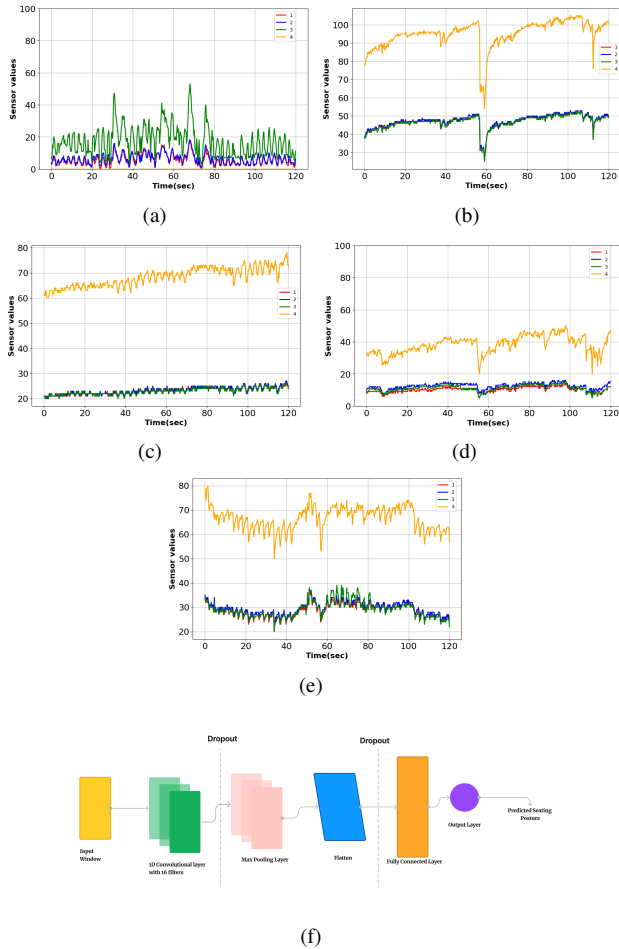 100
80
60
40
20
0
0 20 40 60 80 100 120
Sensor values
Time(sec)
1
2
3
4
(a)
100
90
80
70
60
50
40
30
0 20 40 60 80 100 120
Sensor values
Time(sec)
1
2
3
4
(b)
80
70
60
50
40
30
20
0 20 40 60 80 100 120
Sensor values
Time(sec)
1
2
3
4
(c)
100
80
60
40
20
0
0 20 40 60 80 100 120
Sensor values
Time(sec)
1
2
3
4
(d)
80
70
60
50
40
30
20
0 20 40 60 80 100 120
Sensor values
Time(sec)
1
2
3
4
(e)
Dropout
Dropout
Input
Window
1D Convolutional layer
with 16 filters
Max Pooling Layer
Flatten
Fully Connected Layer
Output Layer
Predicted Seating
Posture
(f)